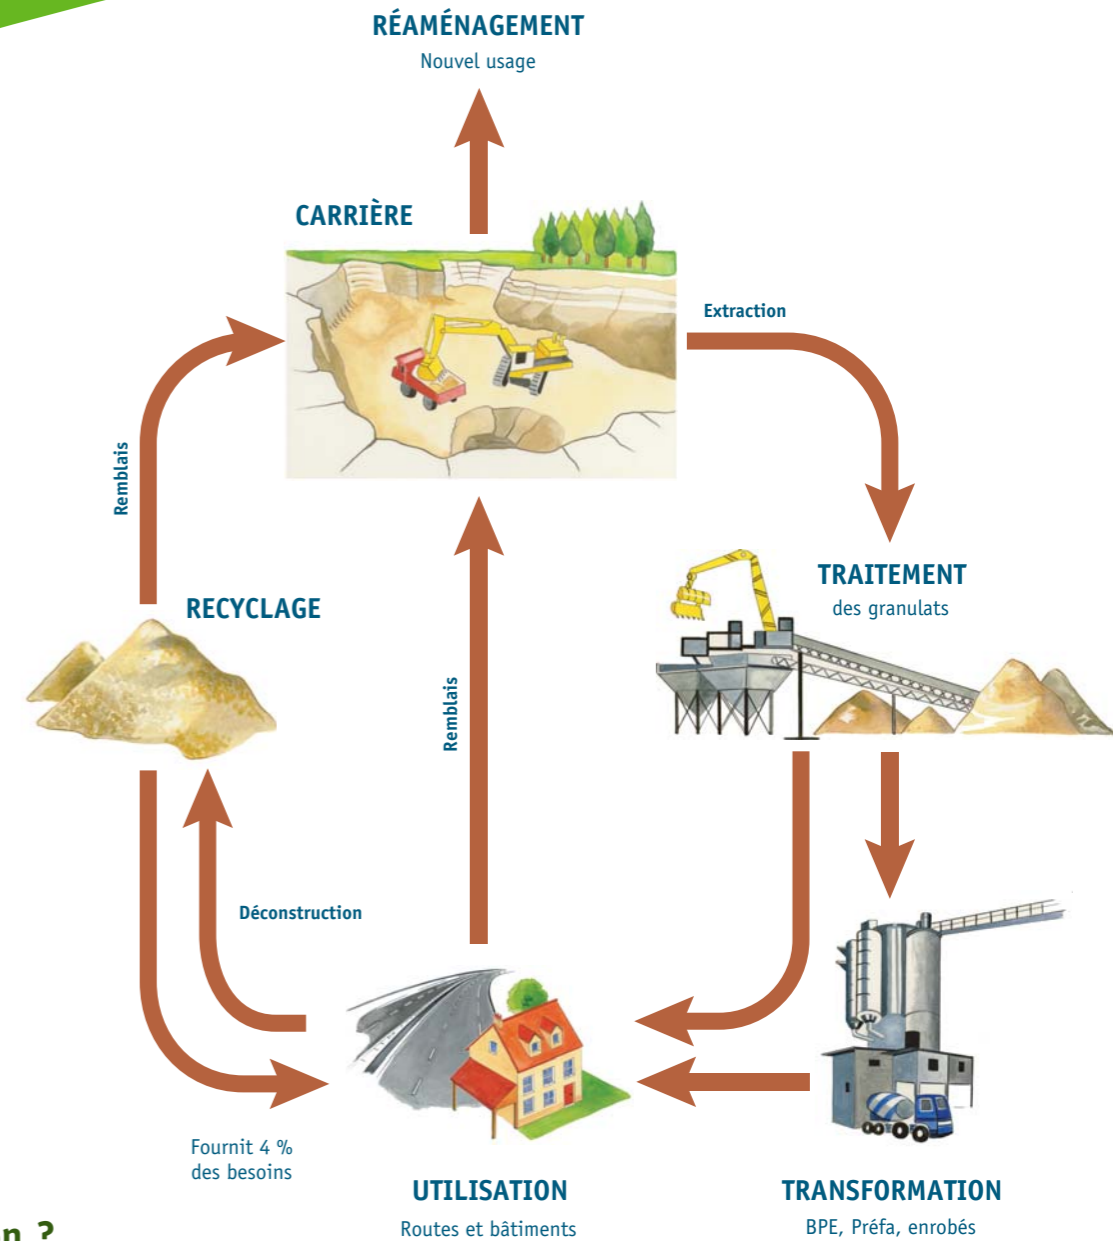 RÉAMÉNAGEMENT
Nouvel usage
CARRIÈRE
Extraction
Remblais
TRAITEMENT
des granulats
RECYCLAGE
Remblais
Déconstruction
Fournit 4 %
des besoins
UTILISATION
Routes et bâtiments
TRANSFORMATION
BPE, Préfa, enrobés
?